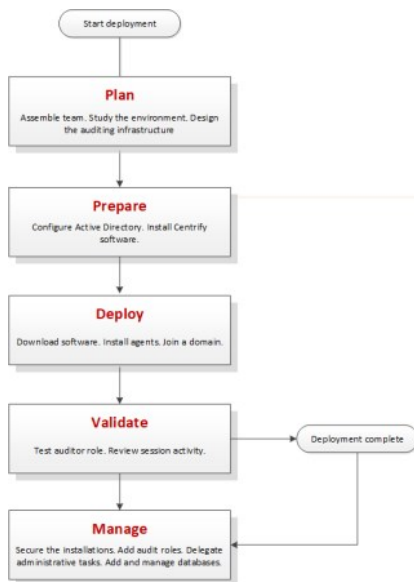 Start deployment
Plan
Assemble team. Study the environment. Design
the auditing infrastructure
Prepare
Configure Active Directory. Install Centrify
software.
Deploy
Download software. Install agents. Join a domain.
Validate
Test auditor role. Review session activity.
Deployment complete
Manage
Secure the installations. Add audit roles. Delegate
administrative tasks. Add and manage databases.